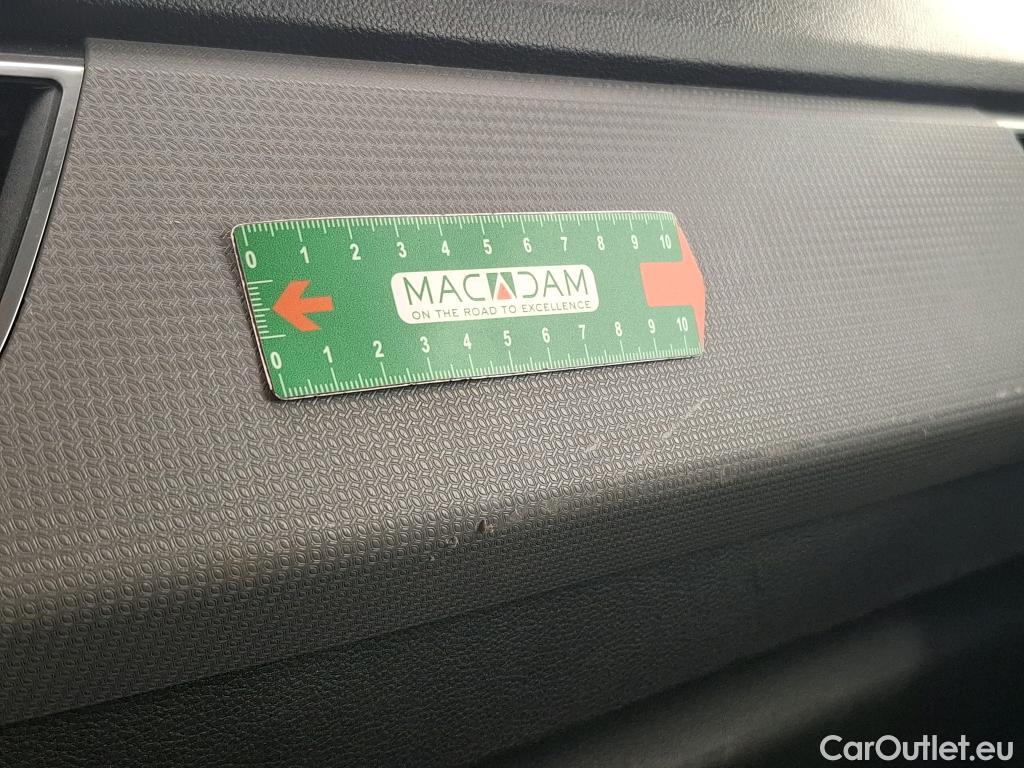 0 1 2 3 4 5 6 7 8 9 10
MACADAM
ON THE ROAD TO EXCELLENCE
0 1 2 3 4 5 6 7 8 9 10
CarOutlet.eu